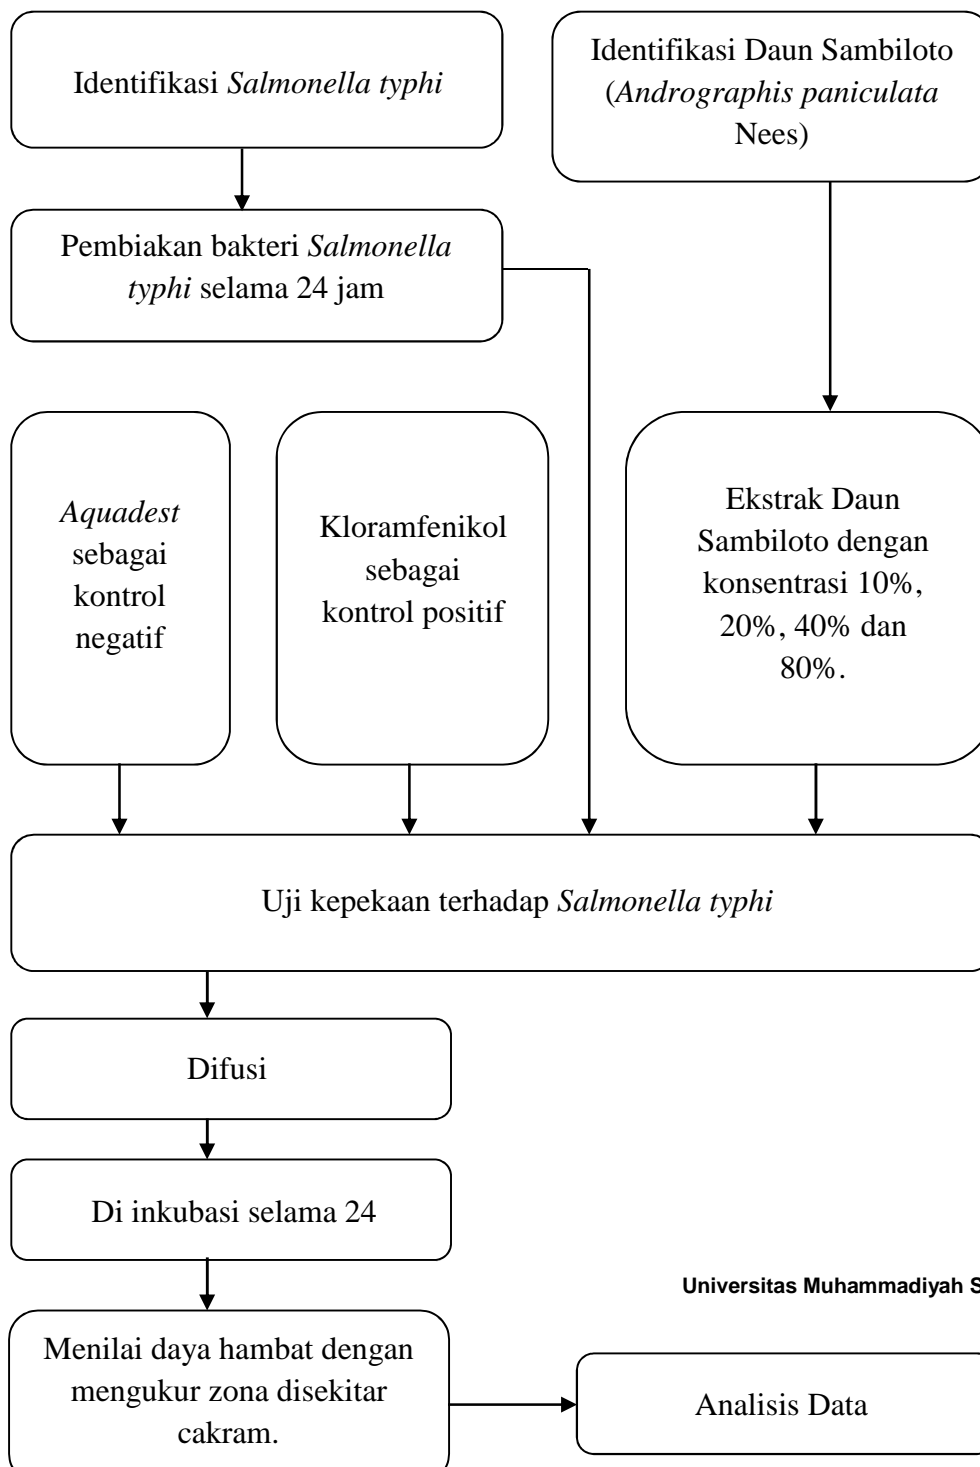 Identifikasi Salmonella typhi
Identifikasi Daun Sambiloto
(Andrographis paniculata
Nees)
Pembiakan bakteri Salmonella
typhi selama 24 jam
Aquadest
sebagai
kontrol
negatif
Kloramfenikol
sebagai
kontrol positif
Ekstrak Daun
Sambiloto dengan
konsentrasi 10%,
20%, 40% dan
80%.
Uji kepekaan terhadap Salmonella typhi
Difusi
Di inkubasi selama 24
Universitas Muhammadiyah S
Menilai daya hambat dengan
mengukur zona disekitar
cakram.
Analisis Data